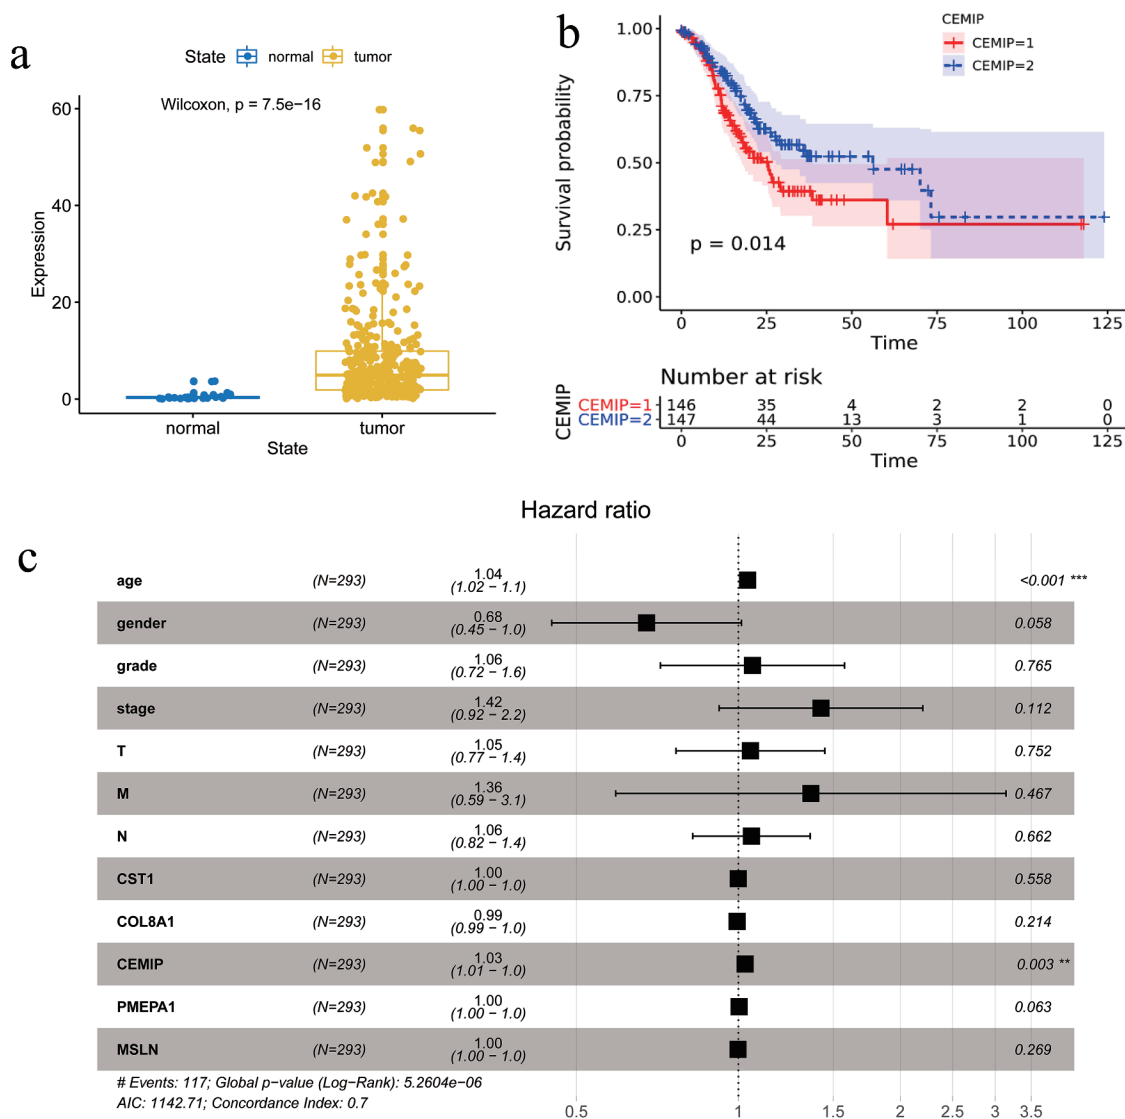 a
State normal tumor
Wilcoxon, p = 7.5e−16
Expression
60
40
20
0
normal tumor
State
b
CEMIP
CEMIP=1
CEMIP=2
Survival probability
1.00
0.75
0.50
0.25
0.00
p = 0.014
0 25 50 75 100 125
Time
Number at risk
CEMIP
CEMIP=1 146 35 4 2 2 0
CEMIP=2 147 44 13 3 1 0
0 25 50 75 100 125
Time
Hazard ratio
c
age (N=293) 1.04 (1.02 − 1.1) <0.001 ***
gender (N=293) 0.68 (0.45 − 1.0) 0.058
grade (N=293) 1.06 (0.72 − 1.6) 0.765
stage (N=293) 1.42 (0.92 − 2.2) 0.112
T (N=293) 1.05 (0.77 − 1.4) 0.752
M (N=293) 1.36 (0.59 − 3.1) 0.467
N (N=293) 1.06 (0.82 − 1.4) 0.662
CST1 (N=293) 1.00 (1.00 − 1.0) 0.558
COL8A1 (N=293) 0.99 (0.99 − 1.0) 0.214
CEMIP (N=293) 1.03 (1.01 − 1.0) 0.003 **
PMEPA1 (N=293) 1.00 (1.00 − 1.0) 0.063
MSLN (N=293) 1.00 (1.00 − 1.0) 0.269
# Events: 117; Global p−value (Log−Rank): 5.2604e−06
AIC: 1142.71; Concordance Index: 0.7
0.5 1 1.5 2 2.5 3 3.5